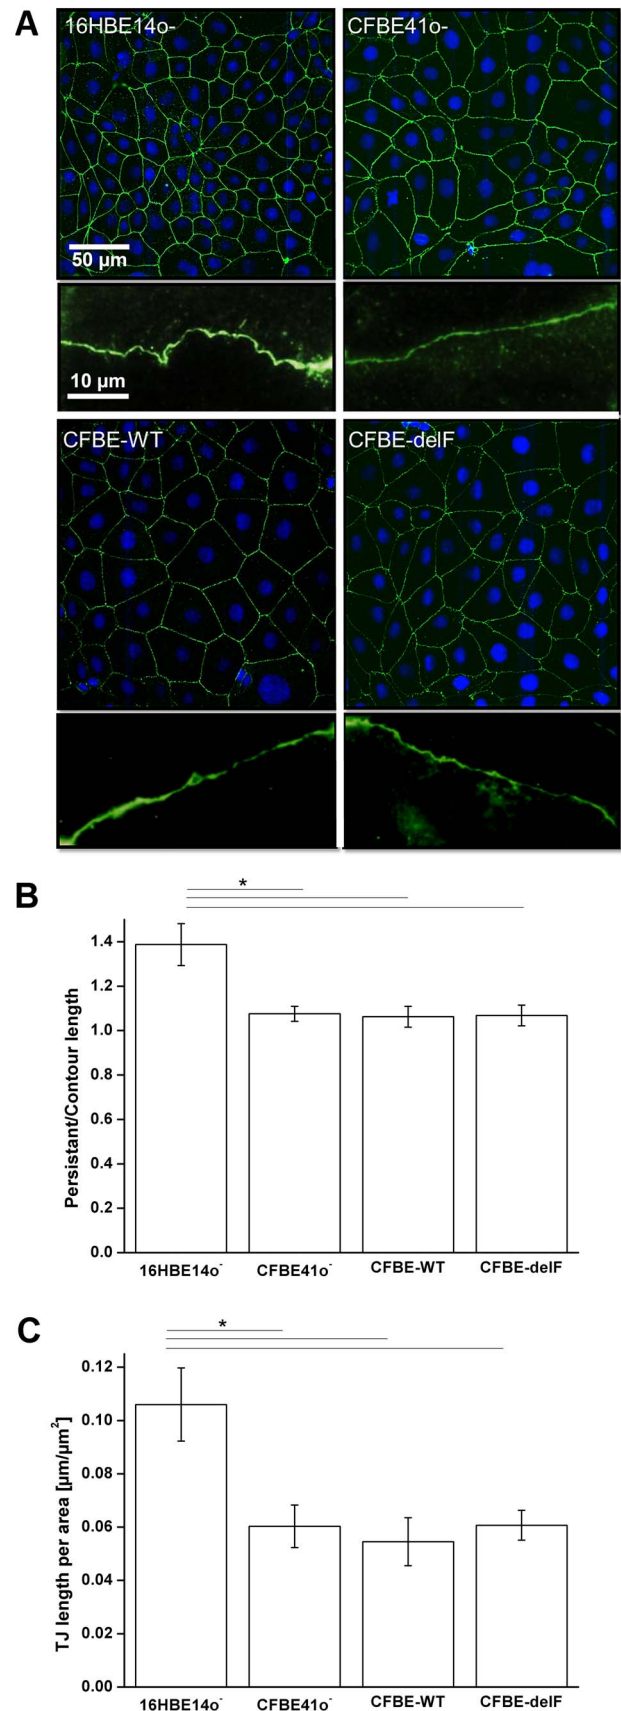 A
16HBE14o-
CFBE41o-
50 µm
10 µm
CFBE-WT
CFBE-delF
B
*
Persistant/Contour length
1.4
1.2
1.0
0.8
0.6
0.4
0.2
0.0
16HBE14o-
CFBE41o-
CFBE-WT
CFBE-delF
C
*
TJ length per area [µm/µm²]
0.12
0.10
0.08
0.06
0.04
0.02
0.00
16HBE14o-
CFBE41o-
CFBE-WT
CFBE-delF